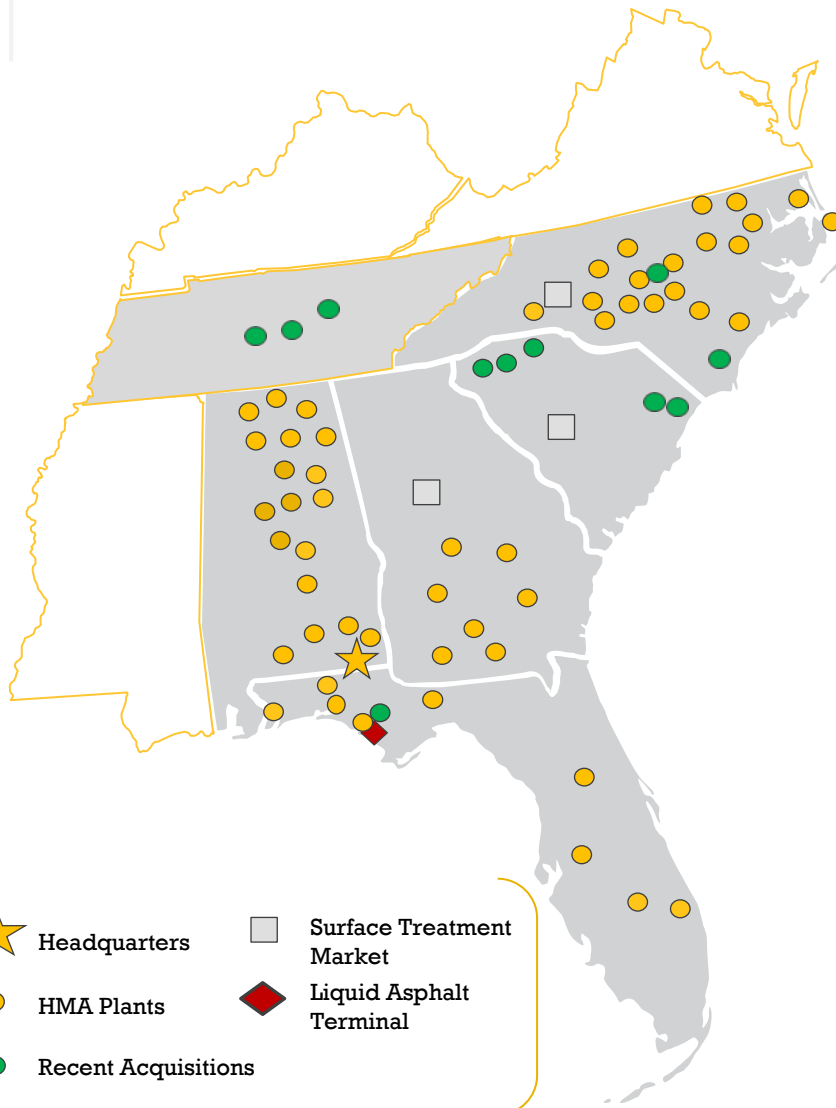 Headquarters
HMA Plants
Recent Acquisitions
Surface Treatment
Market
Liquid Asphalt
Terminal